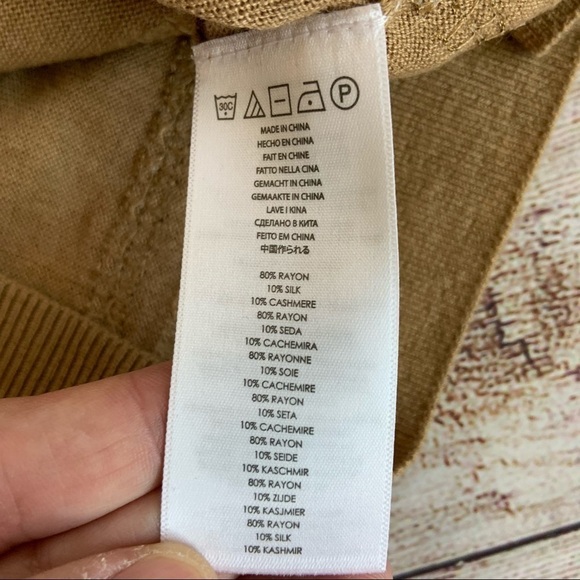 30C P
MADE IN CHINA
HECHO EN CHINA
FAIT EN CHINE
FATTO NELLA CINA
GEMACHT IN CHINA
GEMAAKTE IN CHINA
LAVE I KINA
СДЕЛАНО В КИТА
FEITO EM CHINA
中国作られる
80% RAYON
10% SILK
10% CASHMERE
80% RAYON
10% SEDA
10% CACHEMIRA
80% RAYONNE
10% SOIE
10% CACHEMIRE
80% RAYON
10% SETA
10% CACHEMIRE
80% RAYON
10% SEIDE
10% KASCHMIR
80% RAYON
10% ZIJDE
10% KASJMIER
80% RAYON
10% SILK
10% KASHMIR